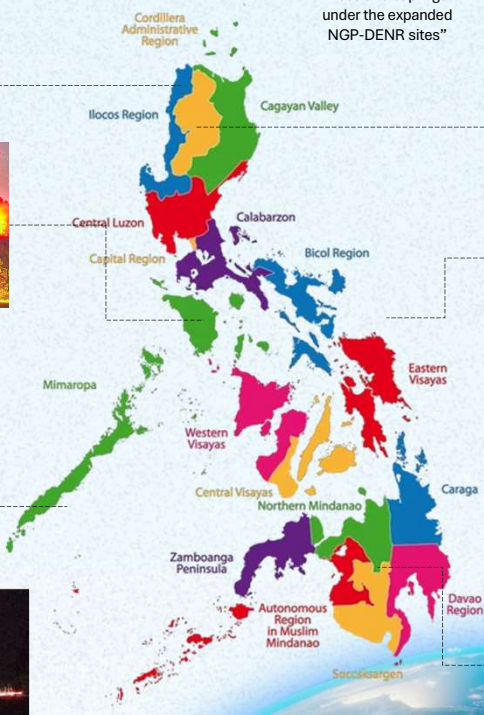 under the expanded
NGP-DENR sites”
Cordillera
Administrative
Region
Ilocos Region
Cagayan Valley
Central Luzon
Calabarzon
Capital Region
Bicol Region
Mimaropa
Eastern
Visayas
Western
Visayas
Central Visayas
Northern Mindanao
Caraga
Zamboanga
Peninsula
Autonomous
Region
in Muslim
Mindanao
Davao
Region
Soccsksargen